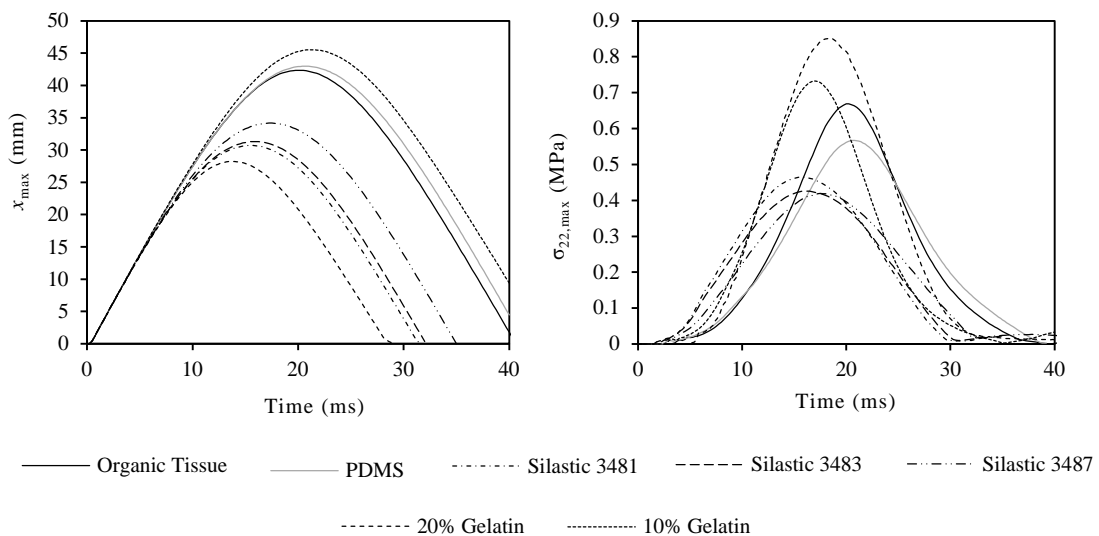 50
45
40
35
30
25
20
15
10
5
0
x max (mm)
0 10 20 30 40
Time (ms)
0.9
0.8
0.7
0.6
0.5
0.4
0.3
0.2
0.1
0
σ22,max (MPa)
0 10 20 30 40
Time (ms)
Organic Tissue PDMS Silastic 3481 Silastic 3483 Silastic 3487
20% Gelatin 10% Gelatin